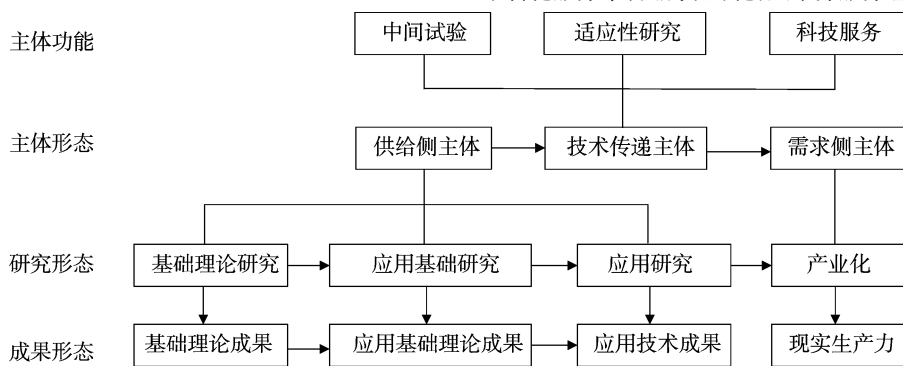 主体功能 中间试验 适应性研究 科技服务
主体形态 供给侧主体 技术传递主体 需求侧主体
研究形态 基础理论研究 应用基础研究 应用研究 产业化
成果形态 基础理论成果 应用基础理论成果 应用技术成果 现实生产力